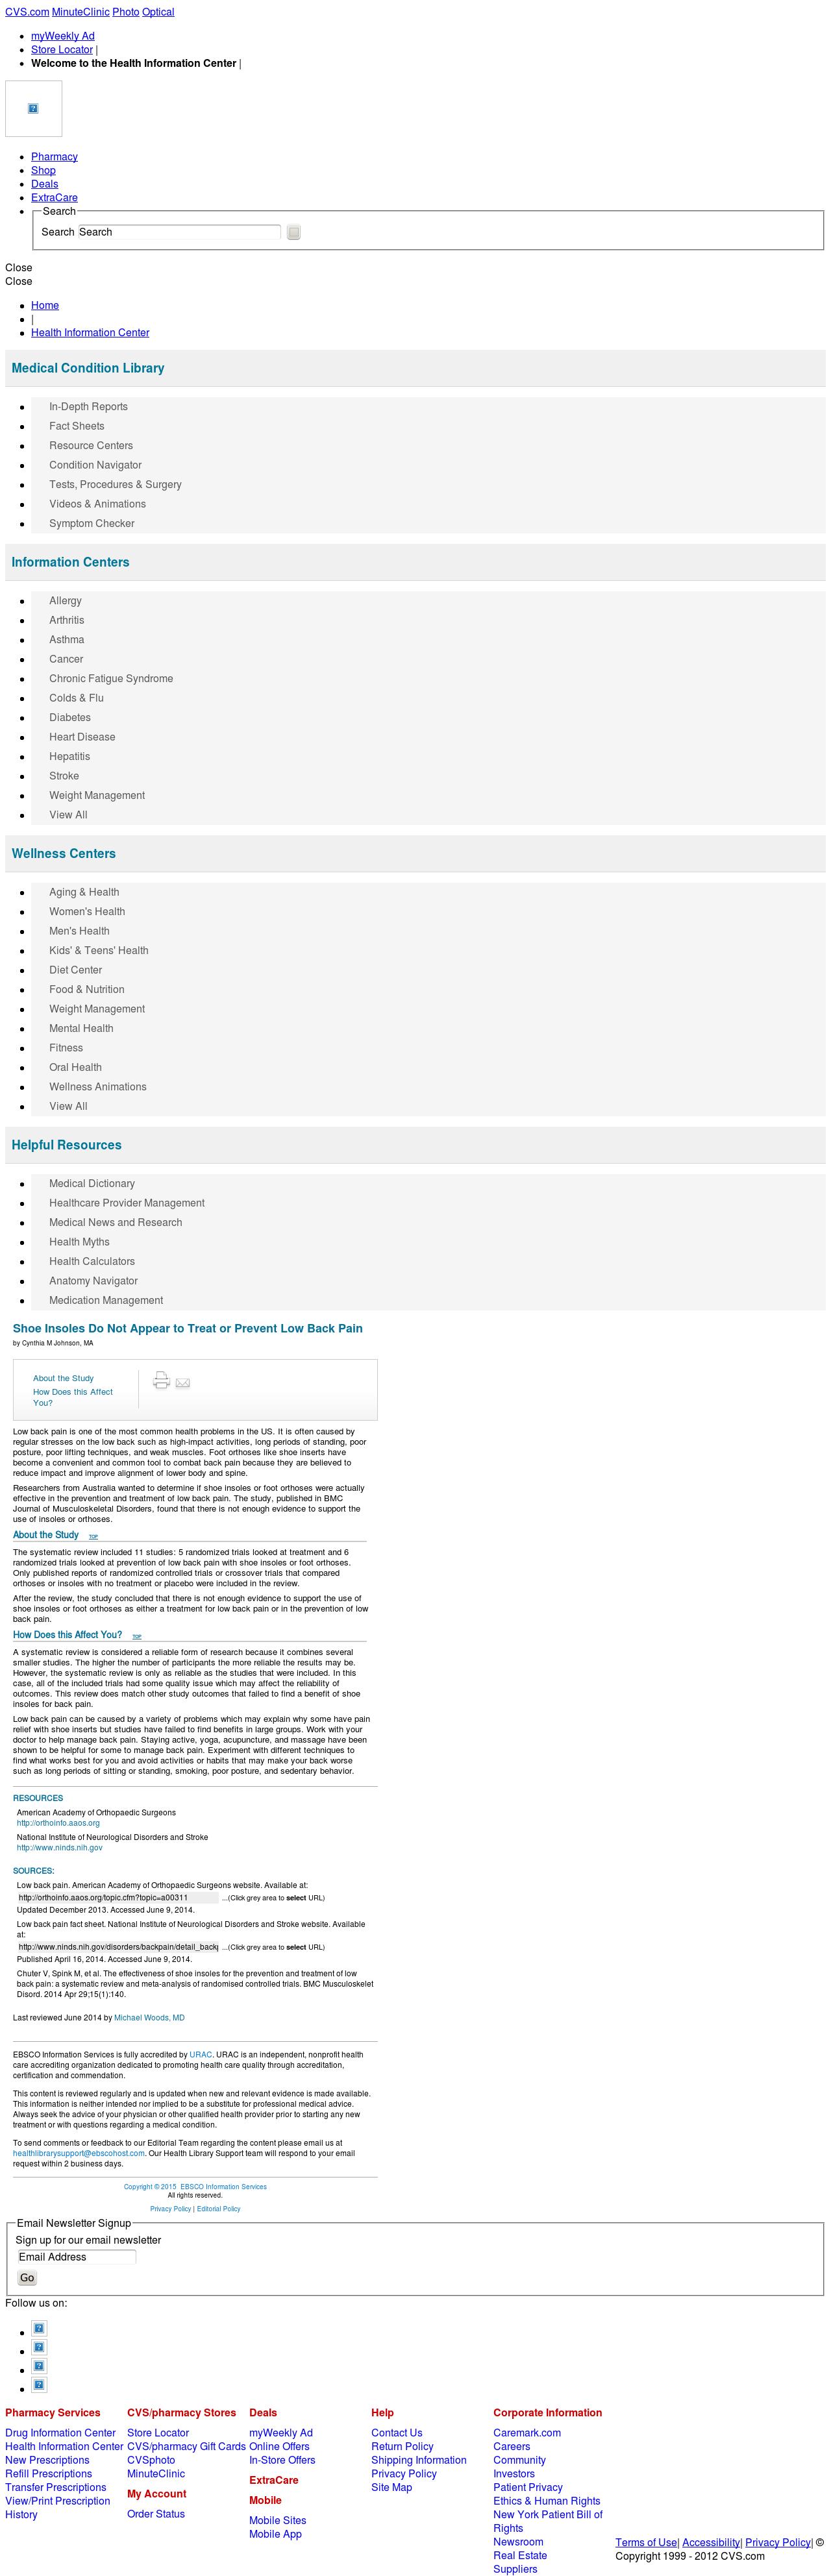 CVS.com MinuteClinic Photo Optical
myWeekly Ad
Store Locator |
Welcome to the Health Information Center |
Pharmacy
Shop
Deals
ExtraCare
Search
Search Search
Close
Close
Home
|
Health Information Center
Medical Condition Library
In-Depth Reports
Fact Sheets
Resource Centers
Condition Navigator
Tests, Procedures & Surgery
Videos & Animations
Symptom Checker
Information Centers
Allergy
Arthritis
Asthma
Cancer
Chronic Fatigue Syndrome
Colds & Flu
Diabetes
Heart Disease
Hepatitis
Stroke
Weight Management
View All
Wellness Centers
Aging & Health
Women's Health
Men's Health
Kids' & Teens' Health
Diet Center
Food & Nutrition
Weight Management
Mental Health
Fitness
Oral Health
Wellness Animations
View All
Helpful Resources
Medical Dictionary
Healthcare Provider Management
Medical News and Research
Health Myths
Health Calculators
Anatomy Navigator
Medication Management
Shoe Insoles Do Not Appear to Treat or Prevent Low Back Pain
by Cynthia M Johnson, MA
About the Study
How Does this Affect
You?
Low back pain is one of the most common health problems in the US. It is often caused by
regular stresses on the low back such as high-impact activities, long periods of standing, poor
posture, poor lifting techniques, and weak muscles. Foot orthoses like shoe inserts have
become a convenient and common tool to combat back pain because they are believed to
reduce impact and improve alignment of lower body and spine.
Researchers from Australia wanted to determine if shoe insoles or foot orthoses were actually
effective in the prevention and treatment of low back pain. The study, published in BMC
Journal of Musculoskeletal Disorders, found that there is not enough evidence to support the
use of insoles or orthoses.
About the Study TOP
The systematic review included 11 studies: 5 randomized trials looked at treatment and 6
randomized trials looked at prevention of low back pain with shoe insoles or foot orthoses.
Only published reports of randomized controlled trials or crossover trials that compared
orthoses or insoles with no treatment or placebo were included in the review.
After the review, the study concluded that there is not enough evidence to support the use of
shoe insoles or foot orthoses as either a treatment for low back pain or in the prevention of low
back pain.
How Does this Affect You? TOP
A systematic review is considered a reliable form of research because it combines several
smaller studies. The higher the number of participants the more reliable the results may be.
However, the systematic review is only as reliable as the studies that were included. In this
case, all of the included trials had some quality issue which may affect the reliability of
outcomes. This review does match other study outcomes that failed to find a benefit of shoe
insoles for back pain.
Low back pain can be caused by a variety of problems which may explain why some have pain
relief with shoe inserts but studies have failed to find benefits in large groups. Work with your
doctor to help manage back pain. Staying active, yoga, acupuncture, and massage have been
shown to be helpful for some to manage back pain. Experiment with different techniques to
find what works best for you and avoid activities or habits that may make your back worse
such as long periods of sitting or standing, smoking, poor posture, and sedentary behavior.
RESOURCES
American Academy of Orthopaedic Surgeons
http://orthoinfo.aaos.org
National Institute of Neurological Disorders and Stroke
http://www.ninds.nih.gov
SOURCES:
Low back pain. American Academy of Orthopaedic Surgeons website. Available at:
http://orthoinfo.aaos.org/topic.cfm?topic=a00311 ...(Click grey area to select URL)
Updated December 2013. Accessed June 9, 2014.
Low back pain fact sheet. National Institute of Neurological Disorders and Stroke website. Available
at:
http://www.ninds.nih.gov/disorders/backpain/detail_backp ...(Click grey area to select URL)
Published April 16, 2014. Accessed June 9, 2014.
Chuter V, Spink M, et al. The effectiveness of shoe insoles for the prevention and treatment of low
back pain: a systematic review and meta-analysis of randomised controlled trials. BMC Musculoskelet
Disord. 2014 Apr 29;15(1):140.
Last reviewed June 2014 by Michael Woods, MD
EBSCO Information Services is fully accredited by URAC. URAC is an independent, nonprofit health
care accrediting organization dedicated to promoting health care quality through accreditation,
certification and commendation.
This content is reviewed regularly and is updated when new and relevant evidence is made available.
This information is neither intended nor implied to be a substitute for professional medical advice.
Always seek the advice of your physician or other qualified health provider prior to starting any new
treatment or with questions regarding a medical condition.
To send comments or feedback to our Editorial Team regarding the content please email us at
healthlibrarysupport@ebscohost.com. Our Health Library Support team will respond to your email
request within 2 business days.
Copyright © 2015 EBSCO Information Services
All rights reserved.
Privacy Policy | Editorial Policy
Email Newsletter Signup
Sign up for our email newsletter
Email Address
Go
Follow us on:
Pharmacy Services
Drug Information Center
Health Information Center
New Prescriptions
Refill Prescriptions
Transfer Prescriptions
View/Print Prescription
History
CVS/pharmacy Stores
Store Locator
CVS/pharmacy Gift Cards
CVSphoto
MinuteClinic
My Account
Order Status
Deals
myWeekly Ad
Online Offers
In-Store Offers
ExtraCare
Mobile
Mobile Sites
Mobile App
Help
Contact Us
Return Policy
Shipping Information
Privacy Policy
Site Map
Corporate Information
Caremark.com
Careers
Community
Investors
Patient Privacy
Ethics & Human Rights
New York Patient Bill of
Rights
Newsroom
Real Estate
Suppliers
Terms of Use| Accessibility| Privacy Policy| ©
Copyright 1999 - 2012 CVS.com